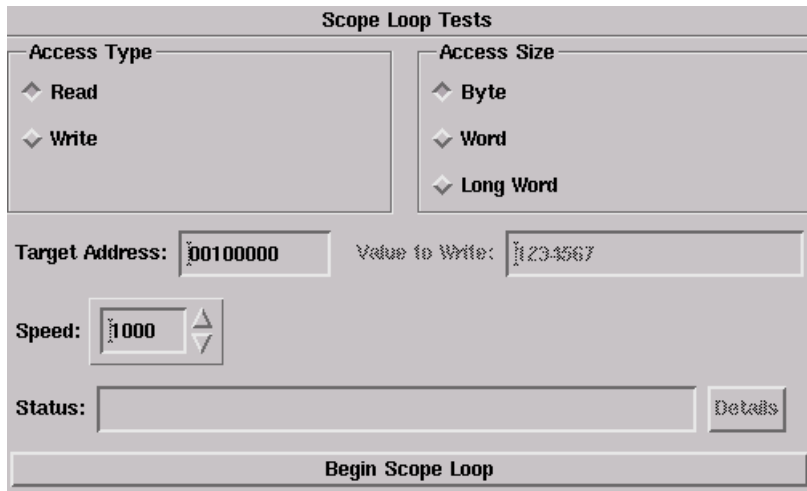 Scope Loop Tests
Access Type
Read
Write
Access Size
Byte
Word
Long Word
Target Address: 00100000 Value to Write: 1234567
Speed: 1000
Status: Details
Begin Scope Loop